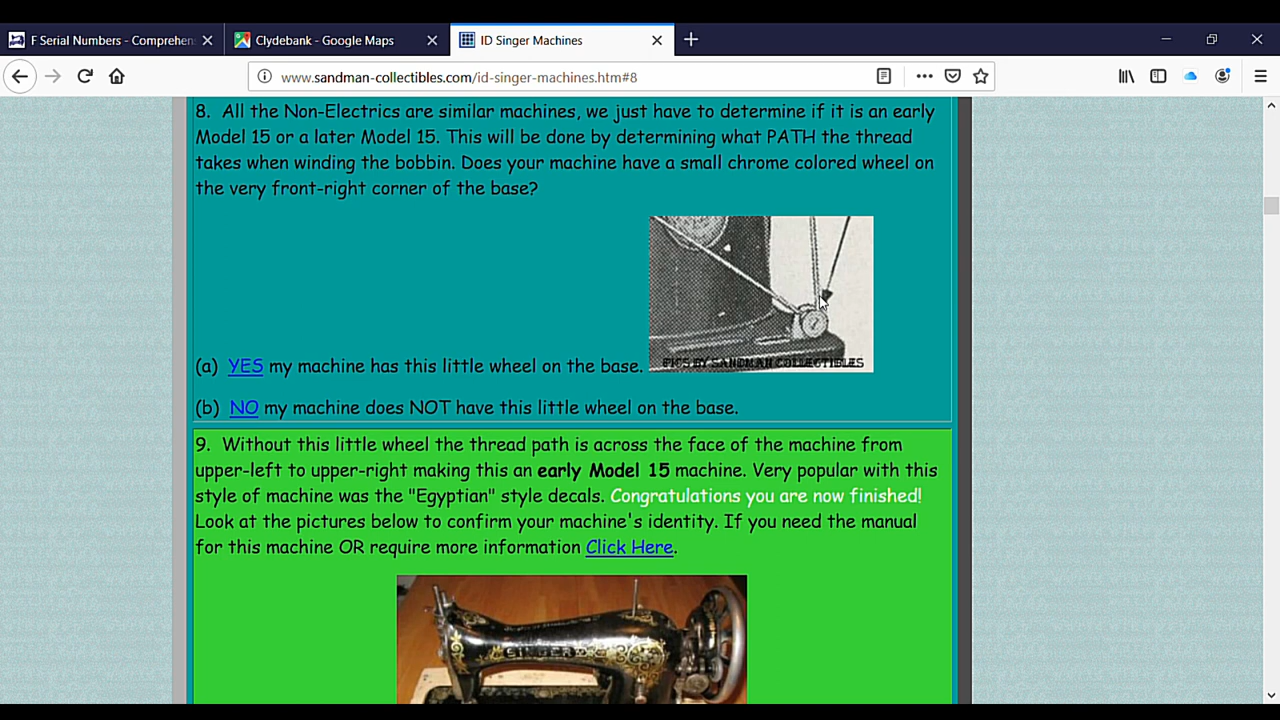 F Serial Numbers - Comprehen
Clydebank - Google Maps
ID Singer Machines
www.sandman-collectibles.com/id-singer-machines.htm#8
8. All the Non-Electrics are similar machines, we just have to determine if it is an early
Model 15 or a later Model 15. This will be done by determining what PATH the thread
takes when winding the bobbin. Does your machine have a small chrome colored wheel on
the very front-right corner of the base?
PICS BY SANDMAN COLLECTIBLES
(a) YES my machine has this little wheel on the base.
(b) NO my machine does NOT have this little wheel on the base.
9. Without this little wheel the thread path is across the face of the machine from
upper-left to upper-right making this an early Model 15 machine. Very popular with this
style of machine was the "Egyptian" style decals. Congratulations you are now finished!
Look at the pictures below to confirm your machine's identity. If you need the manual
for this machine OR require more information Click Here.
SINGER